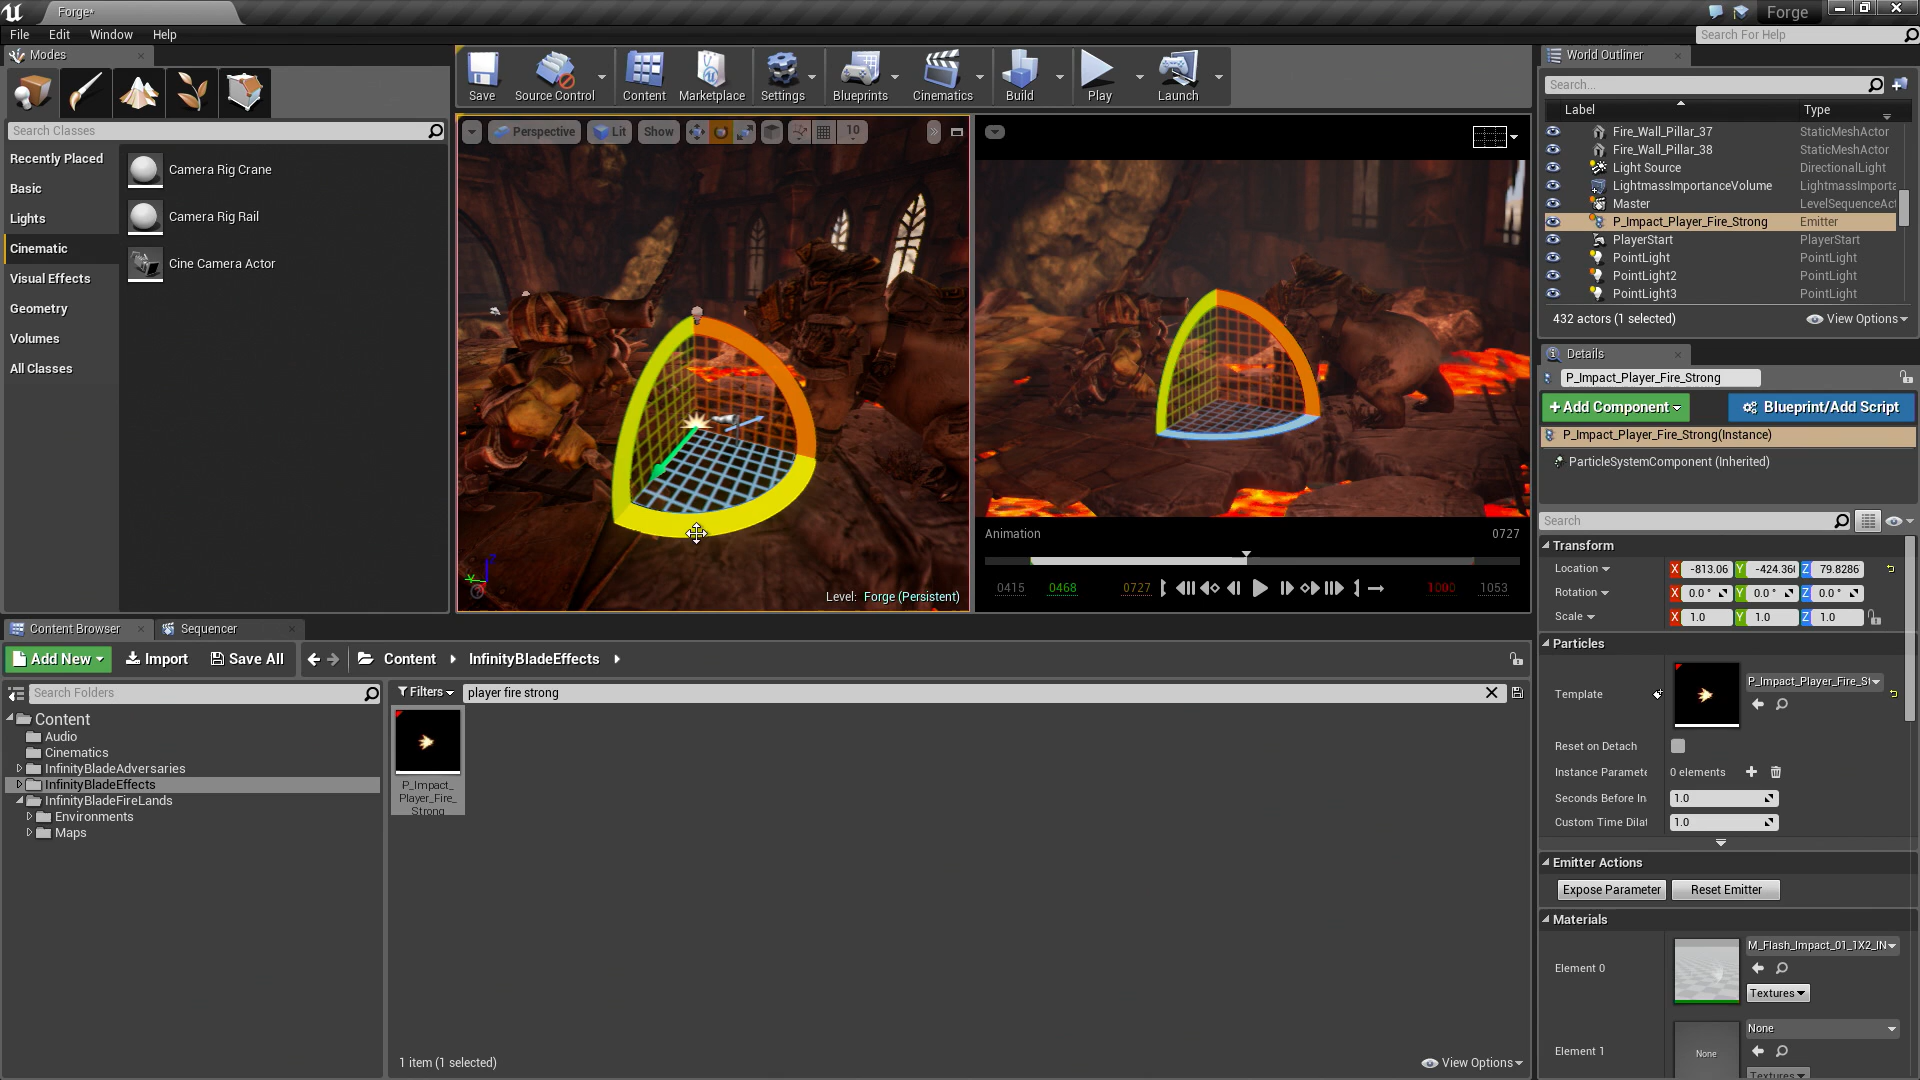 Forge*
Forge
File Edit Window Help
Search For Help
Modes
Search Classes
Recently Placed
Basic
Lights
Cinematic
Visual Effects
Geometry
Volumes
All Classes
Camera Rig Crane
Camera Rig Rail
Cine Camera Actor
Save
Source Control
Content
Marketplace
Settings
Blueprints
Cinematics
Build
Play
Launch
Perspective
Lit
Show
10
Level: Forge (Persistent)
Animation 0727
0415 0468 0727 1000 1053
World Outliner
Search...
Label Type
Fire_Wall_Pillar_37 StaticMeshActor
Fire_Wall_Pillar_38 StaticMeshActor
Light Source DirectionalLight
LightmassImportanceVolume LightmassImporta
Master LevelSequenceAct
P_Impact_Player_Fire_Strong Emitter
PlayerStart PlayerStart
PointLight PointLight
PointLight2 PointLight
PointLight3 PointLight
432 actors (1 selected) View Options
Details
P_Impact_Player_Fire_Strong
+Add Component Blueprint/Add Script
P_Impact_Player_Fire_Strong(Instance)
ParticleSystemComponent (Inherited)
Search
Transform
Location X -813.06 Y -424.36 Z 79.8286
Rotation X 0.0 ° Y 0.0 ° Z 0.0 °
Scale X 1.0 Y 1.0 Z 1.0
Particles
Template P_Impact_Player_Fire_St
Reset on Detach
Instance Paramete 0 elements
Seconds Before In 1.0
Custom Time Dilat 1.0
Emitter Actions
Expose Parameter Reset Emitter
Materials
Element 0 M_Flash_Impact_01_1X2_IN
Textures
Element 1 None
None
Textures
Content Browser Sequencer
Add New Import Save All Content InfinityBladeEffects
Search Folders
Filters player fire strong
Content
Audio
Cinematics
InfinityBladeAdversaries
InfinityBladeEffects
InfinityBladeFireLands
Environments
Maps
P_Impact_
Player_Fire_
Strong
1 item (1 selected) View Options